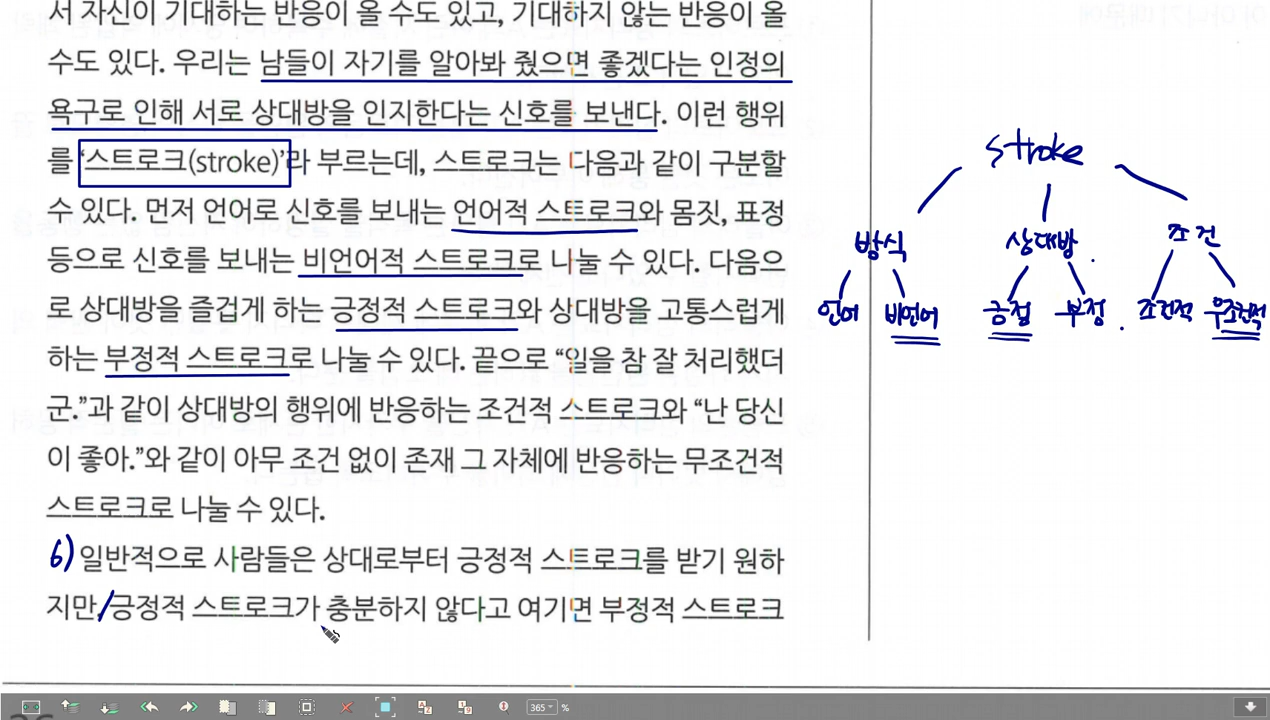 서 자신이 기대하는 반응이 올 수도 있고, 기대하지 않는 반응이 올
수도 있다. 우리는 남들이 자기를 알아봐 줬으면 좋겠다는 인정의
욕구로 인해 서로 상대방을 인지한다는 신호를 보낸다. 이런 행위
를 ‘스트로크(stroke)’라 부르는데, 스트로크는 다음과 같이 구분할
수 있다. 먼저 언어로 신호를 보내는 언어적 스트로크와 몸짓, 표정
등으로 신호를 보내는 비언어적 스트로크로 나눌 수 있다. 다음으
로 상대방을 즐겁게 하는 긍정적 스트로크와 상대방을 고통스럽게
하는 부정적 스트로크로 나눌 수 있다. 끝으로 “일을 참 잘 처리했더
군.”과 같이 상대방의 행위에 반응하는 조건적 스트로크와 “난 당신
이 좋아.”와 같이 아무 조건 없이 존재 그 자체에 반응하는 무조건적
스트로크로 나눌 수 있다.
6) 일반적으로 사람들은 상대로부터 긍정적 스트로크를 받기 원하
지만, 긍정적 스트로크가 충분하지 않다고 여기면 부정적 스트로크
stroke
방식 상대방 조건
언어 비언어 긍정 부정 조건적 무조건적
365 %